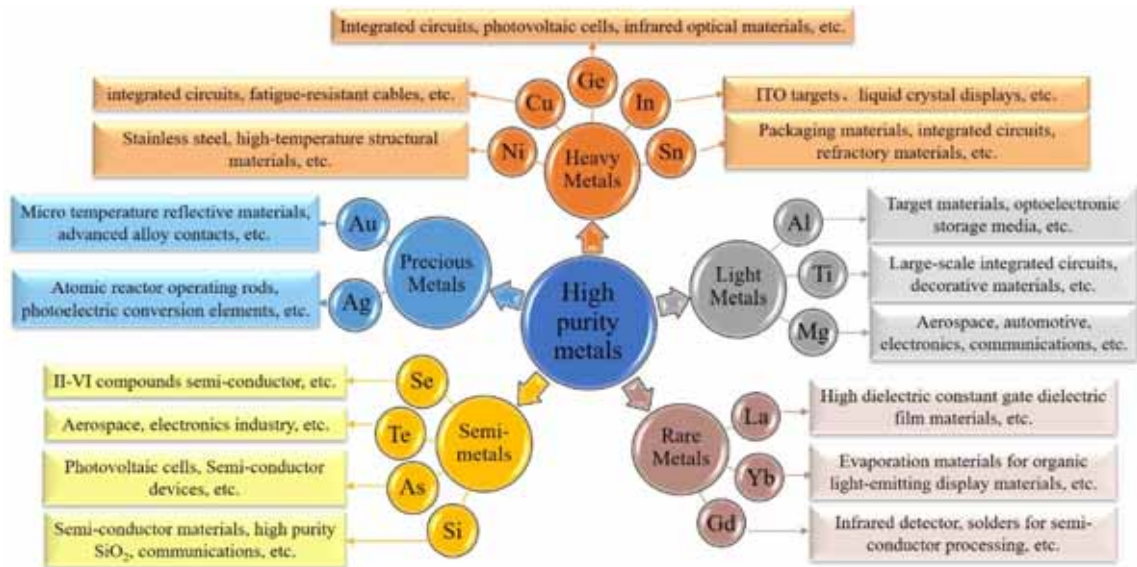 Integrated circuits, photovoltaic cells, infrared optical materials, etc.
Ge
integrated circuits, fatigue-resistant cables, etc.
Cu
In
ITO targets、liquid crystal displays, etc.
Stainless steel, high-temperature structural
materials, etc.
Ni
Heavy
Metals
Sn
Packaging materials, integrated circuits,
refractory materials, etc.
Micro temperature reflective materials,
advanced alloy contacts, etc.
Au
Precious
Metals
Atomic reactor operating rods,
photoelectric conversion elements, etc.
Ag
High
purity
metals
Light
Metals
Al
Target materials, optoelectronic
storage media, etc.
Ti
Large-scale integrated circuits,
decorative materials, etc.
Mg
Aerospace, automotive,
electronics, communications, etc.
II-VI compounds semi-conductor, etc.
Se
Aerospace, electronics industry, etc.
Te
Semi-
metals
Photovoltaic cells, Semi-conductor
devices, etc.
As
Semi-conductor materials, high purity
SiO₂, communications, etc.
Si
Rare
Metals
La
High dielectric constant gate dielectric
film materials, etc.
Yb
Evaporation materials for organic
light-emitting display materials, etc.
Gd
Infrared detector, solders for semi-
conductor processing, etc.